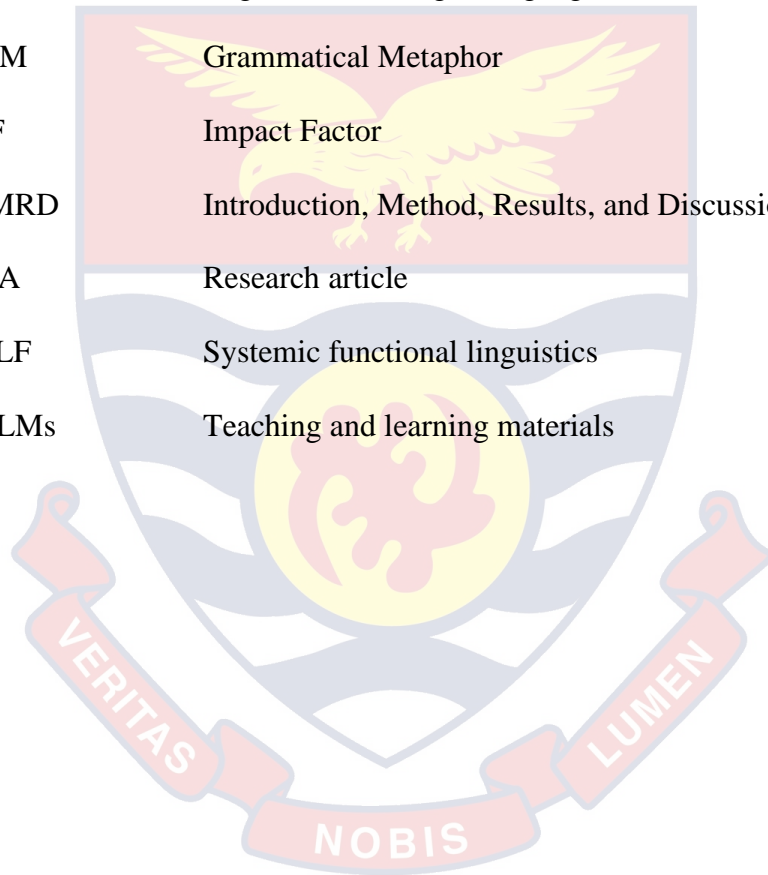 M Grammatical Metaphor
F Impact Factor
MRD Introduction, Method, Results, and Discussi
A Research article
LF Systemic functional linguistics
LMs Teaching and learning materials
VERITAS
NOBIS
LUMEN